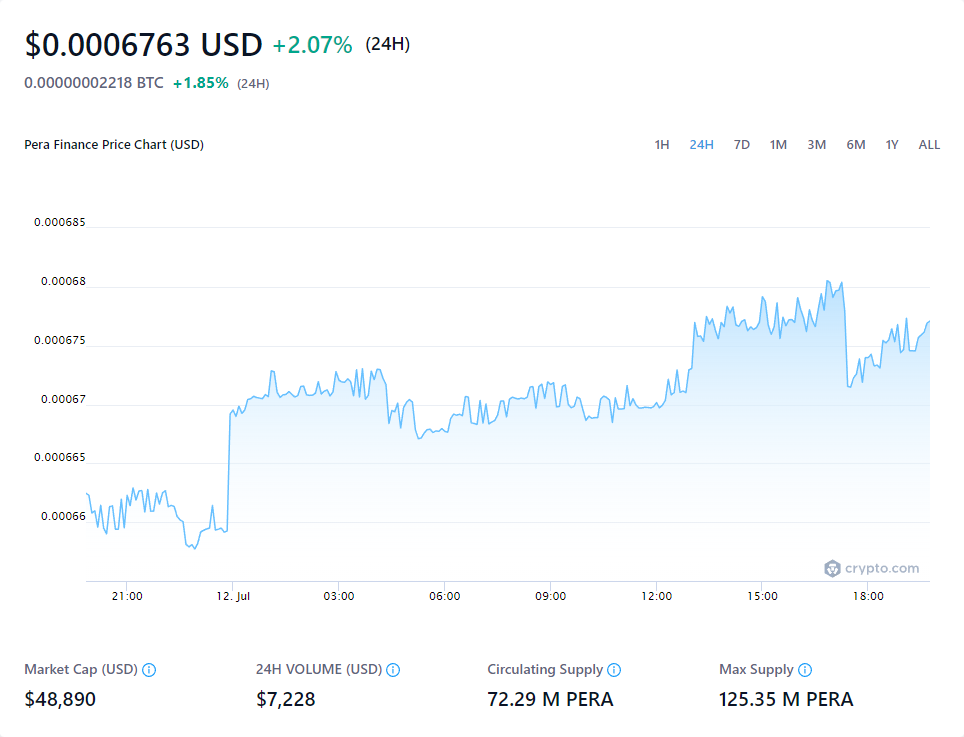 $0.0006763 USD +2.07% (24H)
0.00000002218 BTC +1.85% (24H)
Pera Finance Price Chart (USD) 1H 24H 7D 1M 3M 6M 1Y ALL
0.000685
0.00068
0.000675
0.00067
0.000665
0.00066
crypto.com
21:00 12. Jul 03:00 06:00 09:00 12:00 15:00 18:00
Market Cap (USD) 24H VOLUME (USD) Circulating Supply Max Supply
$48,890 $7,228 72.29 M PERA 125.35 M PERA